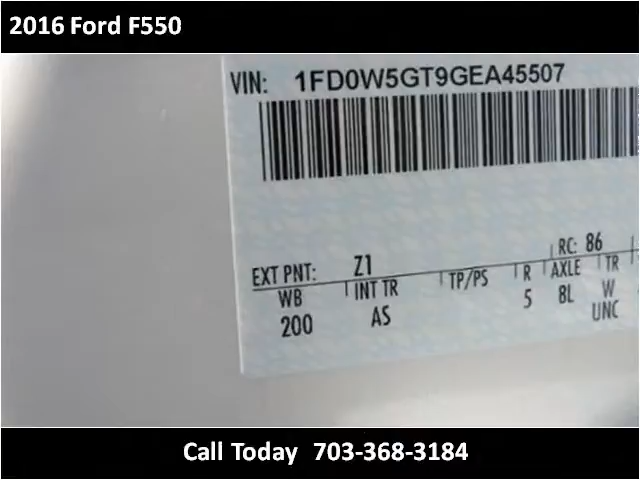 2016 Ford F550
VIN: 1FD0W5GT9GEA45507
RC: 86
EXT PNT: Z1
WB INT TR TP/PS R AXLE TR
200 AS 5 8L W
UNC
Call Today 703-368-3184